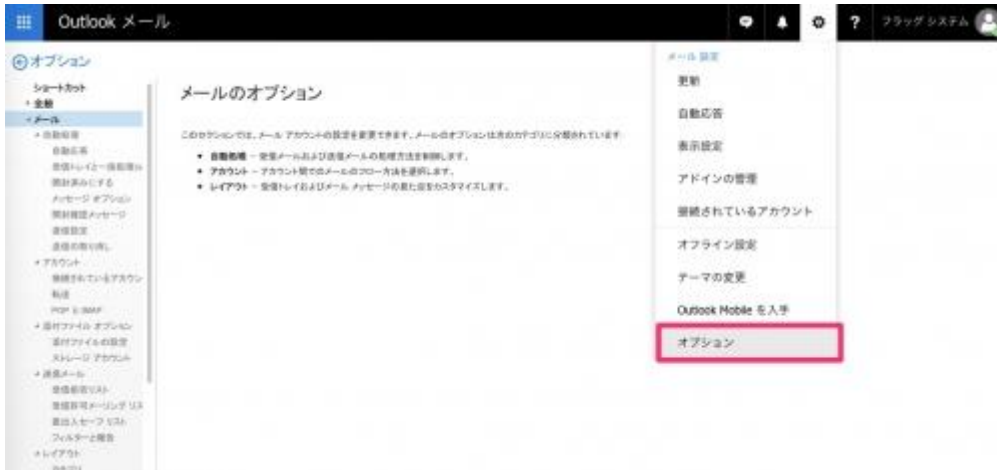 Outlook メール
?
フラッグ システム
オプション
ショートカット
全般
メール
自動処理
自動応答
開封済みにする
メッセージ オプション
開封確認メッセージ
返信設定
送信の取り消し
アカウント
接続されているアカウン
転送
POP と IMAP
添付ファイル オプション
添付ファイルの設定
ストレージ アカウント
迷惑メール
受信拒否リスト
受信許可メーリング リス
差出人セーフ リスト
フィルターと報告
レイアウト
メールのオプション
このセクションでは、メール アカウントの設定を変更できます。メールのオプションは次のカテゴリに分類されています:
• 自動処理 - 受信メールおよび送信メールの処理方法を制御します。
• アカウント - アカウント間でのメールのフロー方法を選択します。
• レイアウト - 受信トレイおよびメール メッセージの見た目をカスタマイズします。
メール 設定
更新
自動応答
表示設定
アドインの管理
接続されているアカウント
オフライン設定
テーマの変更
Outlook Mobile を入手
オプション